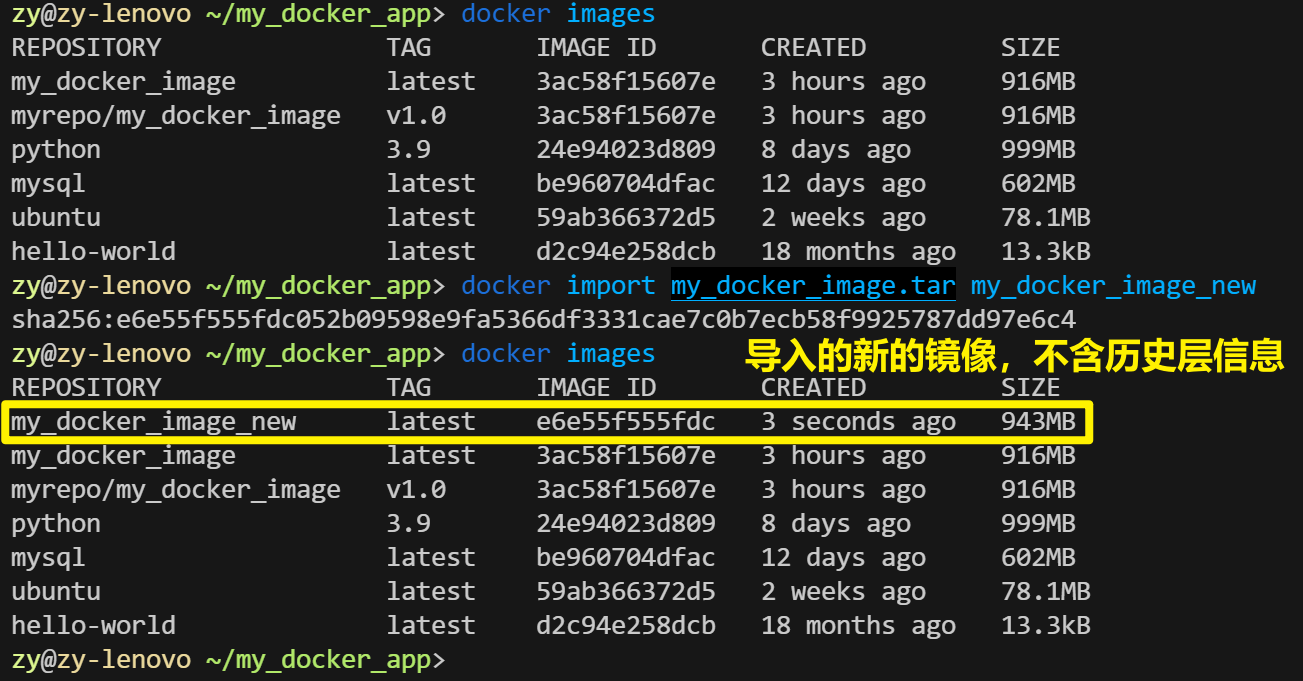 zy@zy-lenovo ~/my_docker_app> docker images
REPOSITORY TAG IMAGE ID CREATED SIZE
my_docker_image latest 3ac58f15607e 3 hours ago 916MB
myrepo/my_docker_image v1.0 3ac58f15607e 3 hours ago 916MB
python 3.9 24e94023d809 8 days ago 999MB
mysql latest be960704dfac 12 days ago 602MB
ubuntu latest 59ab366372d5 2 weeks ago 78.1MB
hello-world latest d2c94e258dcb 18 months ago 13.3kB
zy@zy-lenovo ~/my_docker_app> docker import my_docker_image.tar my_docker_image_new
sha256:e6e55f555fdc052b09598e9fa5366df3331cae7c0b7ecb58f9925787dd97e6c4
zy@zy-lenovo ~/my_docker_app> docker images 导入的新的镜像，不含历史层信息
REPOSITORY TAG IMAGE ID CREATED SIZE
my_docker_image_new latest e6e55f555fdc 3 seconds ago 943MB
my_docker_image latest 3ac58f15607e 3 hours ago 916MB
myrepo/my_docker_image v1.0 3ac58f15607e 3 hours ago 916MB
python 3.9 24e94023d809 8 days ago 999MB
mysql latest be960704dfac 12 days ago 602MB
ubuntu latest 59ab366372d5 2 weeks ago 78.1MB
hello-world latest d2c94e258dcb 18 months ago 13.3kB
zy@zy-lenovo ~/my_docker_app>